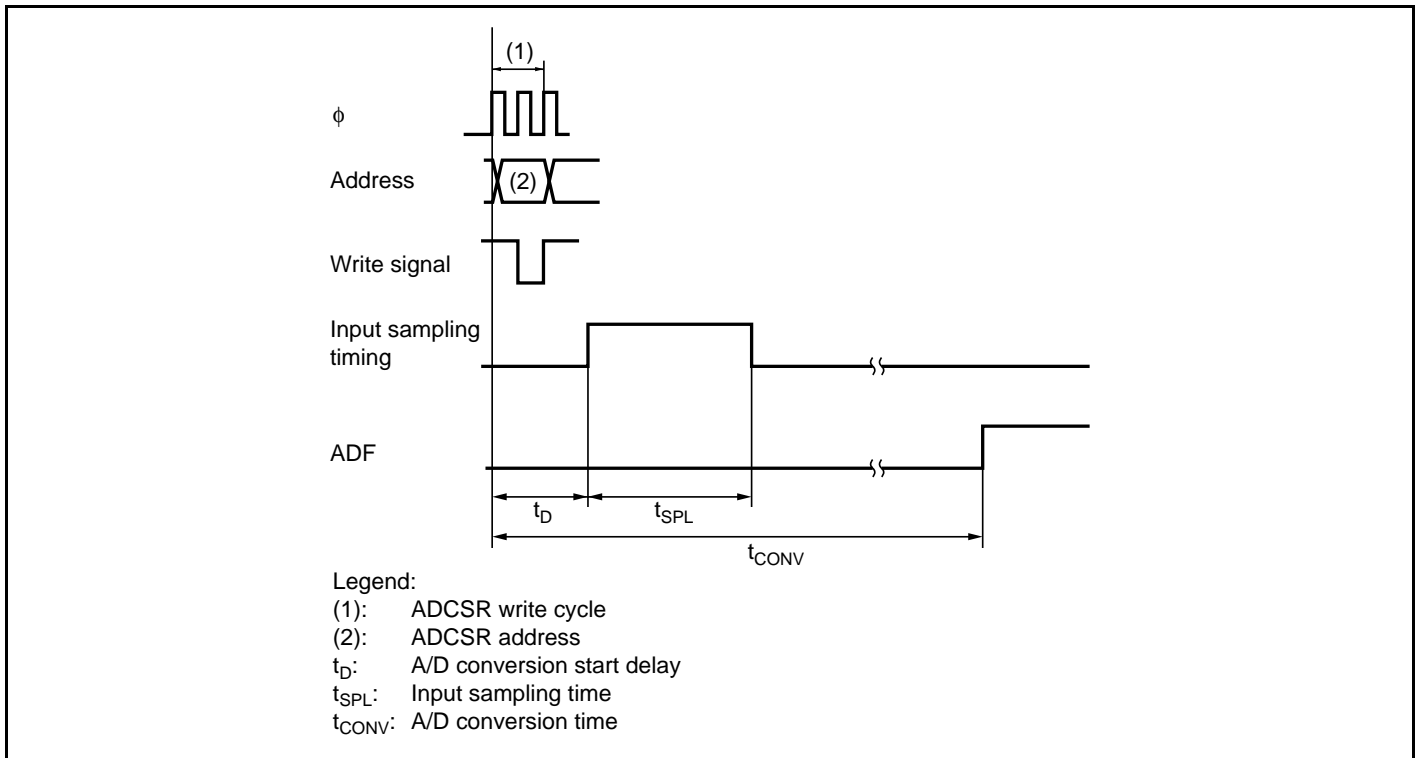 (1)
ϕ
Address
(2)
Write signal
Input sampling
timing
ADF
tD
tSPL
tCONV
Legend:
(1): ADCSR write cycle
(2): ADCSR address
tD: A/D conversion start delay
tSPL: Input sampling time
tCONV: A/D conversion time